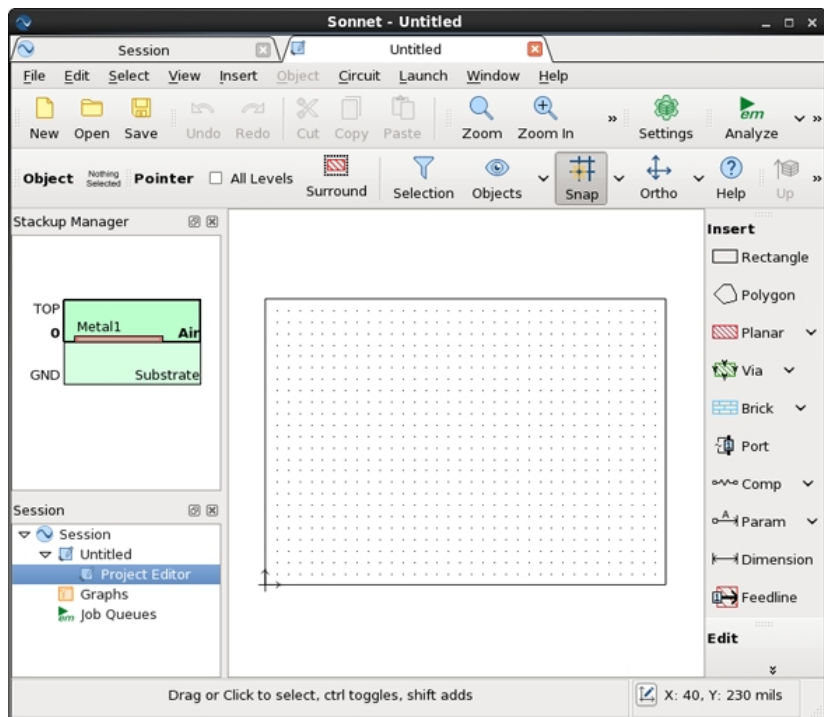 Sonnet - Untitled
Session
Untitled
File Edit Select View Insert Object Circuit Launch Window Help
New Open Save Undo Redo Cut Copy Paste Zoom Zoom In » Settings em Analyze »
Object Nothing Selected Pointer All Levels Surround Selection Objects Snap Ortho ? Help Up »
Stackup Manager
TOP
0 Metal1 Air
GND Substrate
Session
Session
Untitled
Project Editor
Graphs
em Job Queues
Insert
Rectangle
Polygon
Planar
Via
Brick
1 Port
Comp
A Param
Dimension
1 Feedline
Edit
Drag or Click to select, ctrl toggles, shift adds
X: 40, Y: 230 mils